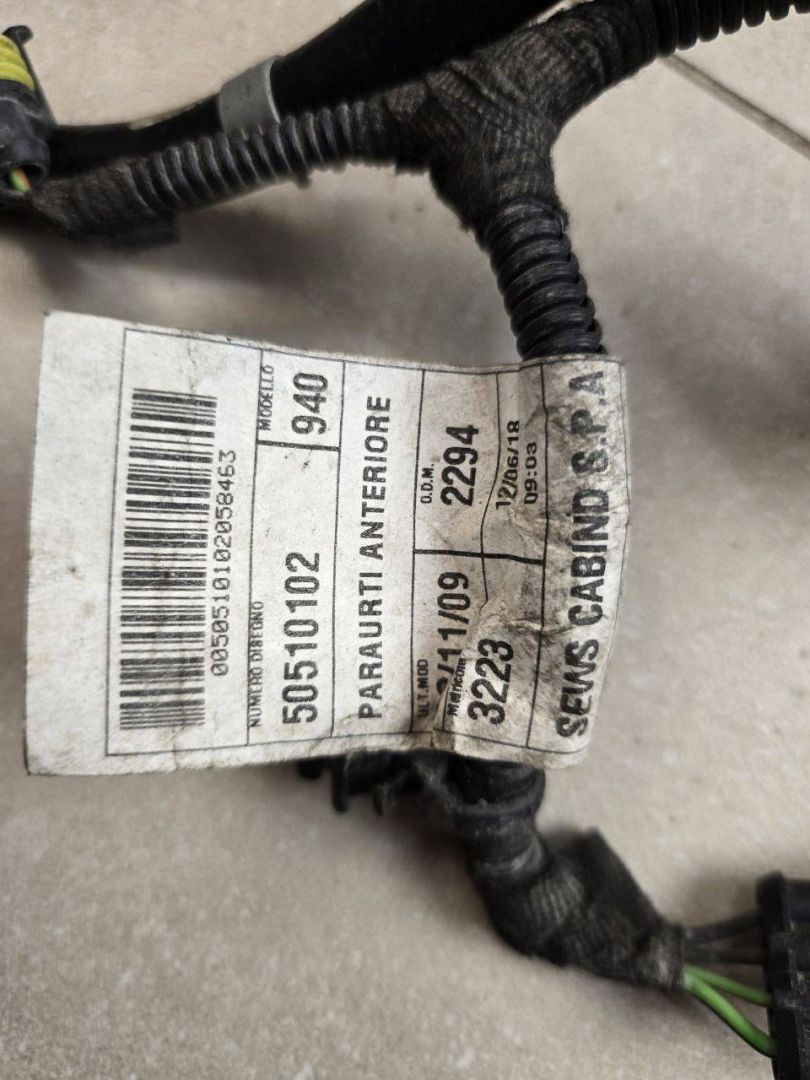 0050510102058463
NUMERO DISEGNO
MODELLO
50510102
940
PARAURTI ANTERIORE
ULT.MOD
O.D.M.
/11/09
2294
Matricola
3223
12/06/18
09:03
SEWS CABIND S.P.A